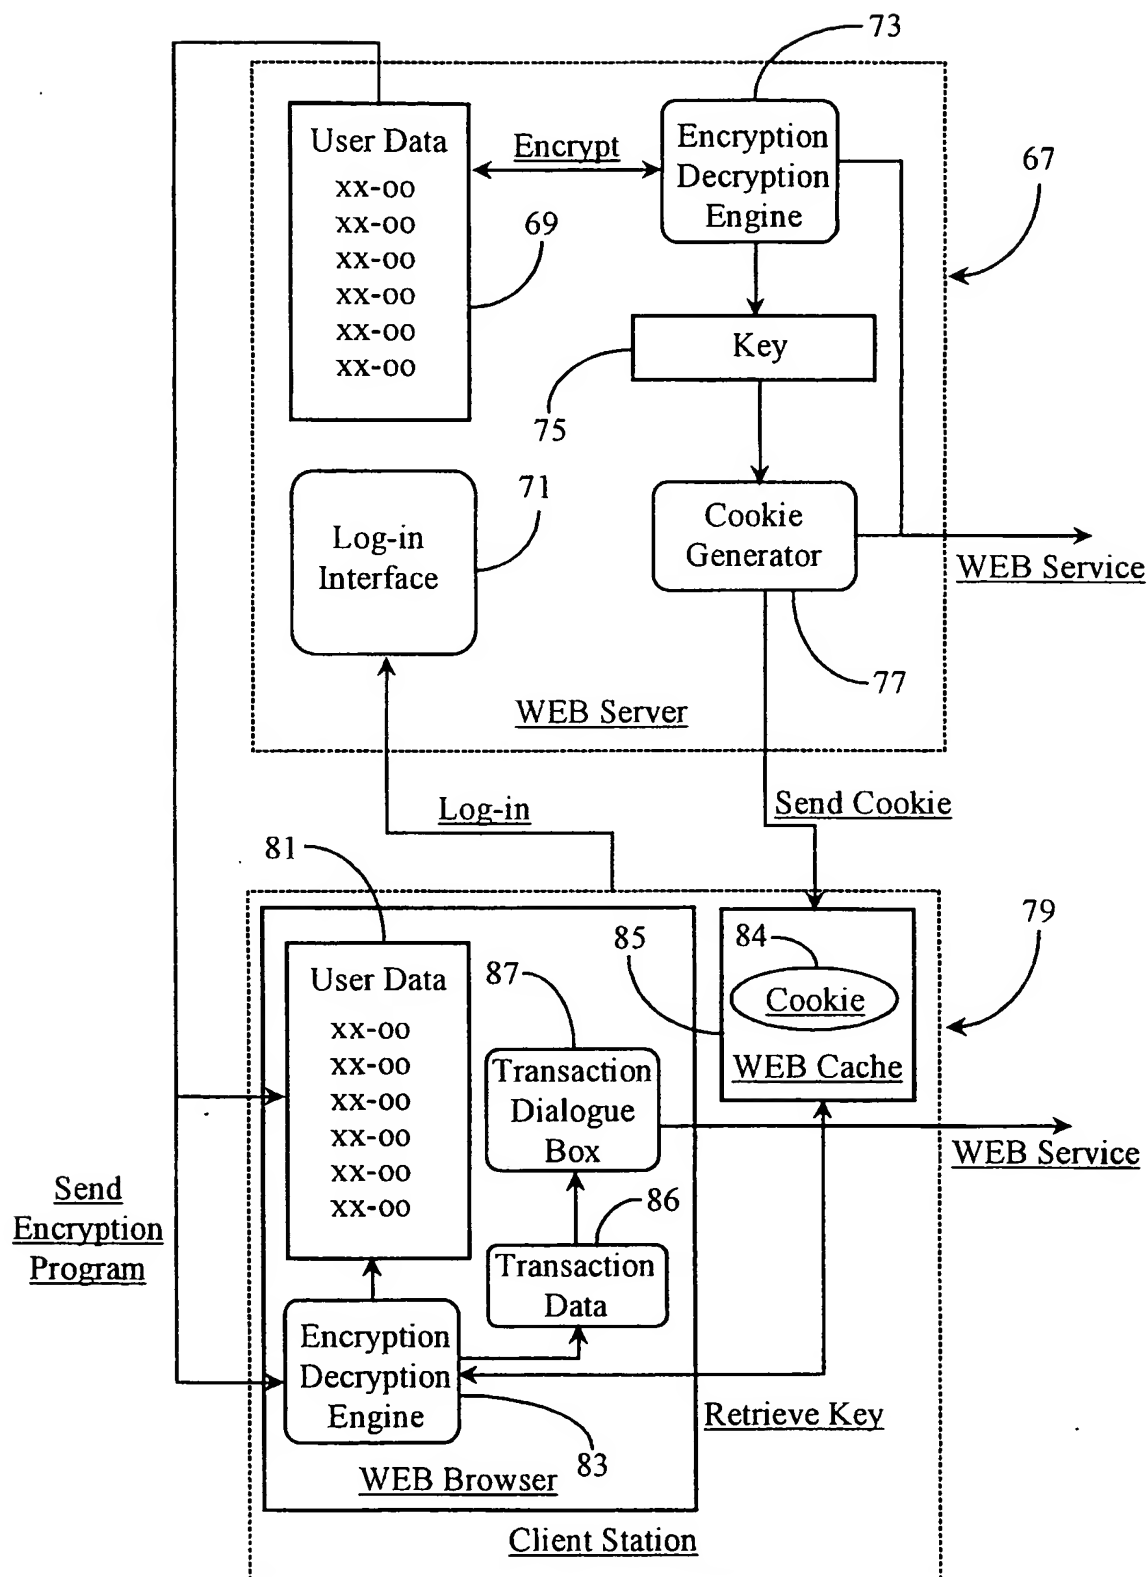 73
User Data
xx-oo
xx-oo
xx-oo
xx-oo
xx-oo
xx-oo
Encrypt
Encryption
Decryption
Engine
67
69
Key
75
71
Log-in
Interface
Cookie
Generator
WEB Service
77
WEB Server
Log-in
Send Cookie
81
79
User Data
xx-oo
xx-oo
xx-oo
xx-oo
xx-oo
xx-oo
87
85
84
Cookie
WEB Cache
Transaction
Dialogue
Box
WEB Service
Send
Encryption
Program
86
Transaction
Data
Encryption
Decryption
Engine
Retrieve Key
83
WEB Browser
Client Station